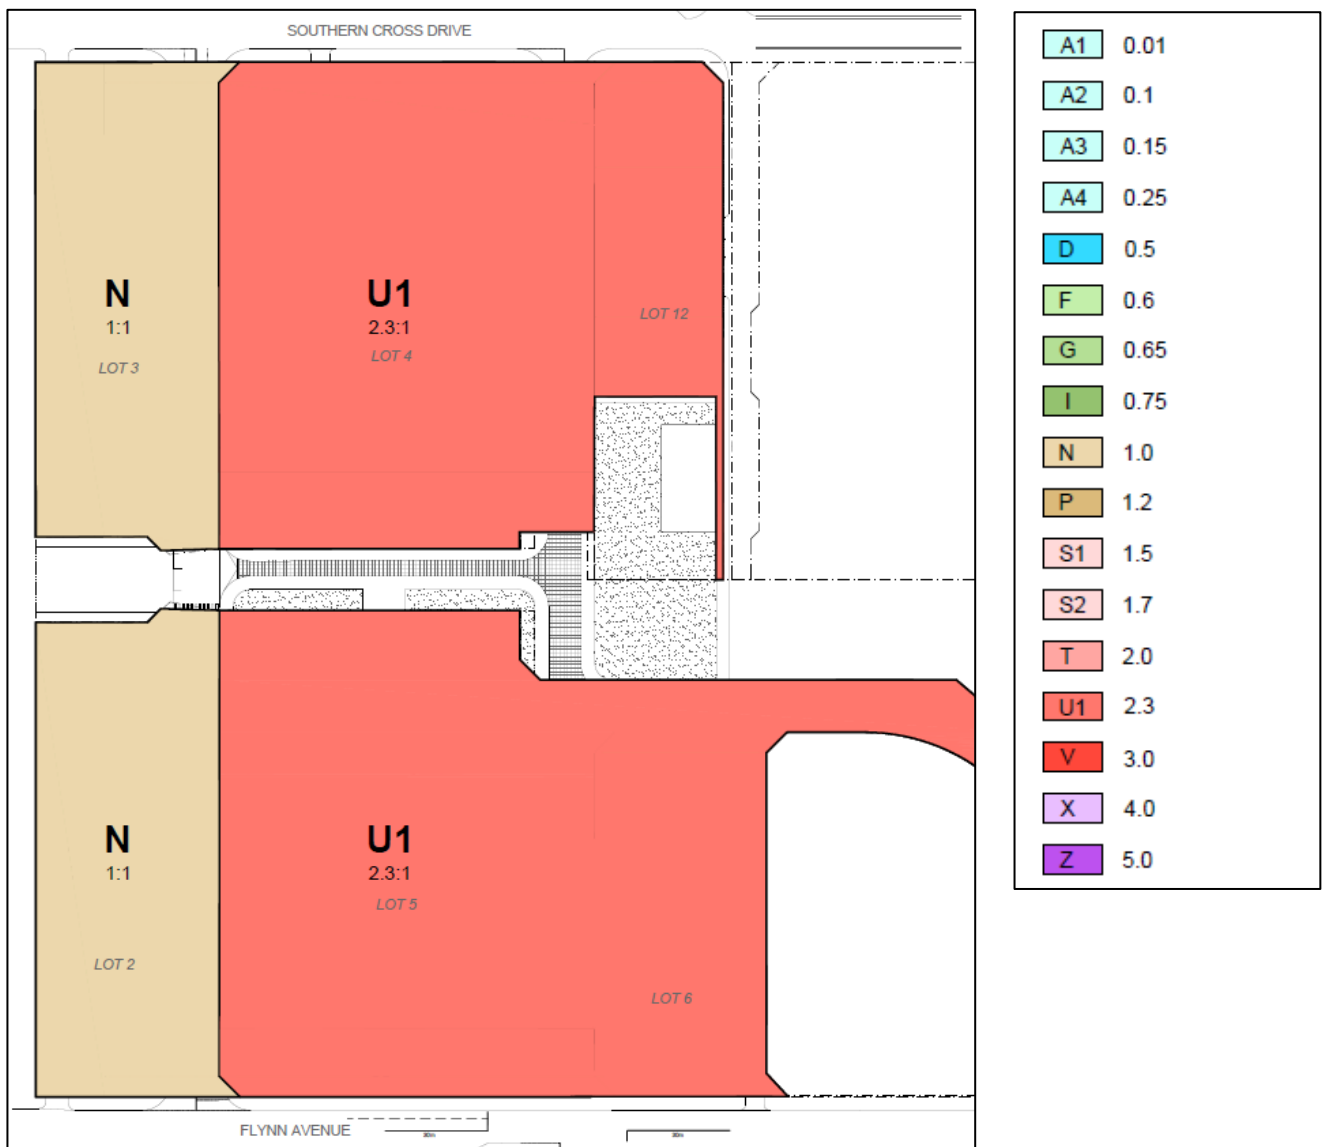 SOUTHERN CROSS DRIVE
N
1:1
LOT 3
U1
2.3:1
LOT 4
LOT 12
N
1:1
LOT 2
U1
2.3:1
LOT 5
LOT 6
FLYNN AVENUE
A1 0.01
A2 0.1
A3 0.15
A4 0.25
D 0.5
F 0.6
G 0.65
I 0.75
N 1.0
P 1.2
S1 1.5
S2 1.7
T 2.0
U1 2.3
V 3.0
X 4.0
Z 5.0